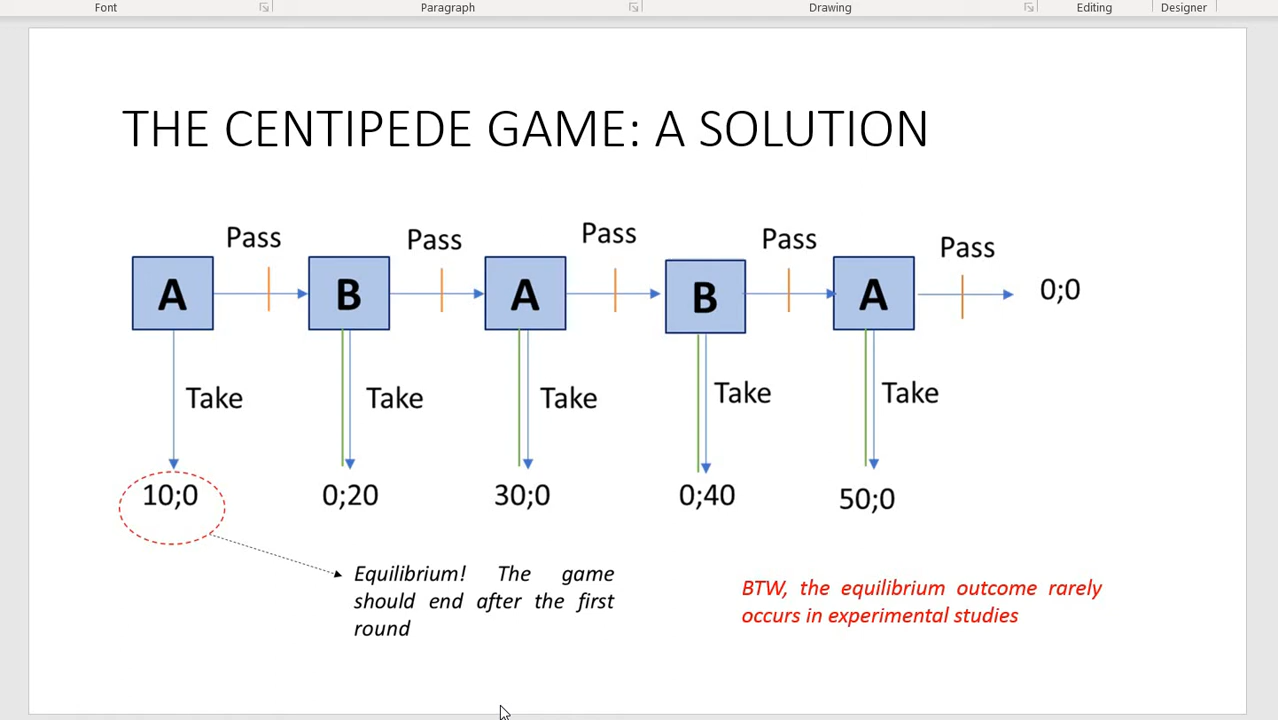 Font Paragraph Drawing Editing Designer
THE CENTIPEDE GAME: A SOLUTION
Pass Pass Pass Pass Pass
A B A B A 0;0
Take Take Take Take Take
10;0 0;20 30;0 0;40 50;0
Equilibrium! The game
should end after the first
round
BTW, the equilibrium outcome rarely
occurs in experimental studies